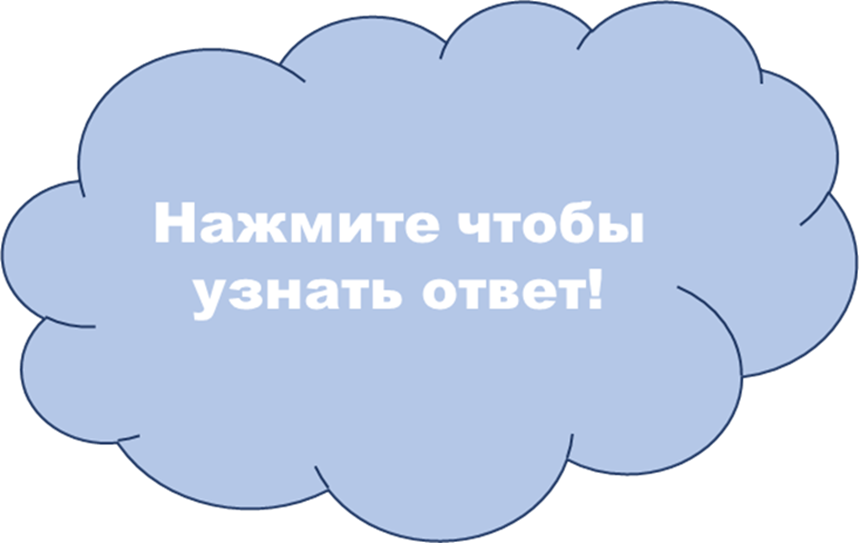 Нажмите чтобы
узнать ответ!